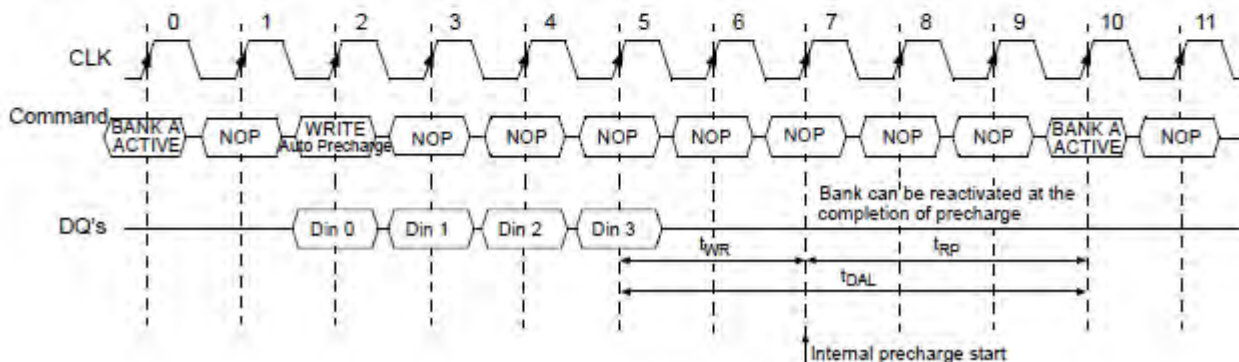 0 1 2 3 4 5 6 7 8 9 10 11
CLK
Command
BANK A
ACTIVE
NOP
WRITE
Auto Precharge
NOP
NOP
NOP
NOP
NOP
NOP
NOP
BANK A
ACTIVE
NOP
Bank can be reactivated at the
completion of precharge
DQ's
Din 0
Din 1
Din 2
Din 3
tWR
tRP
tDAL
Internal precharge start